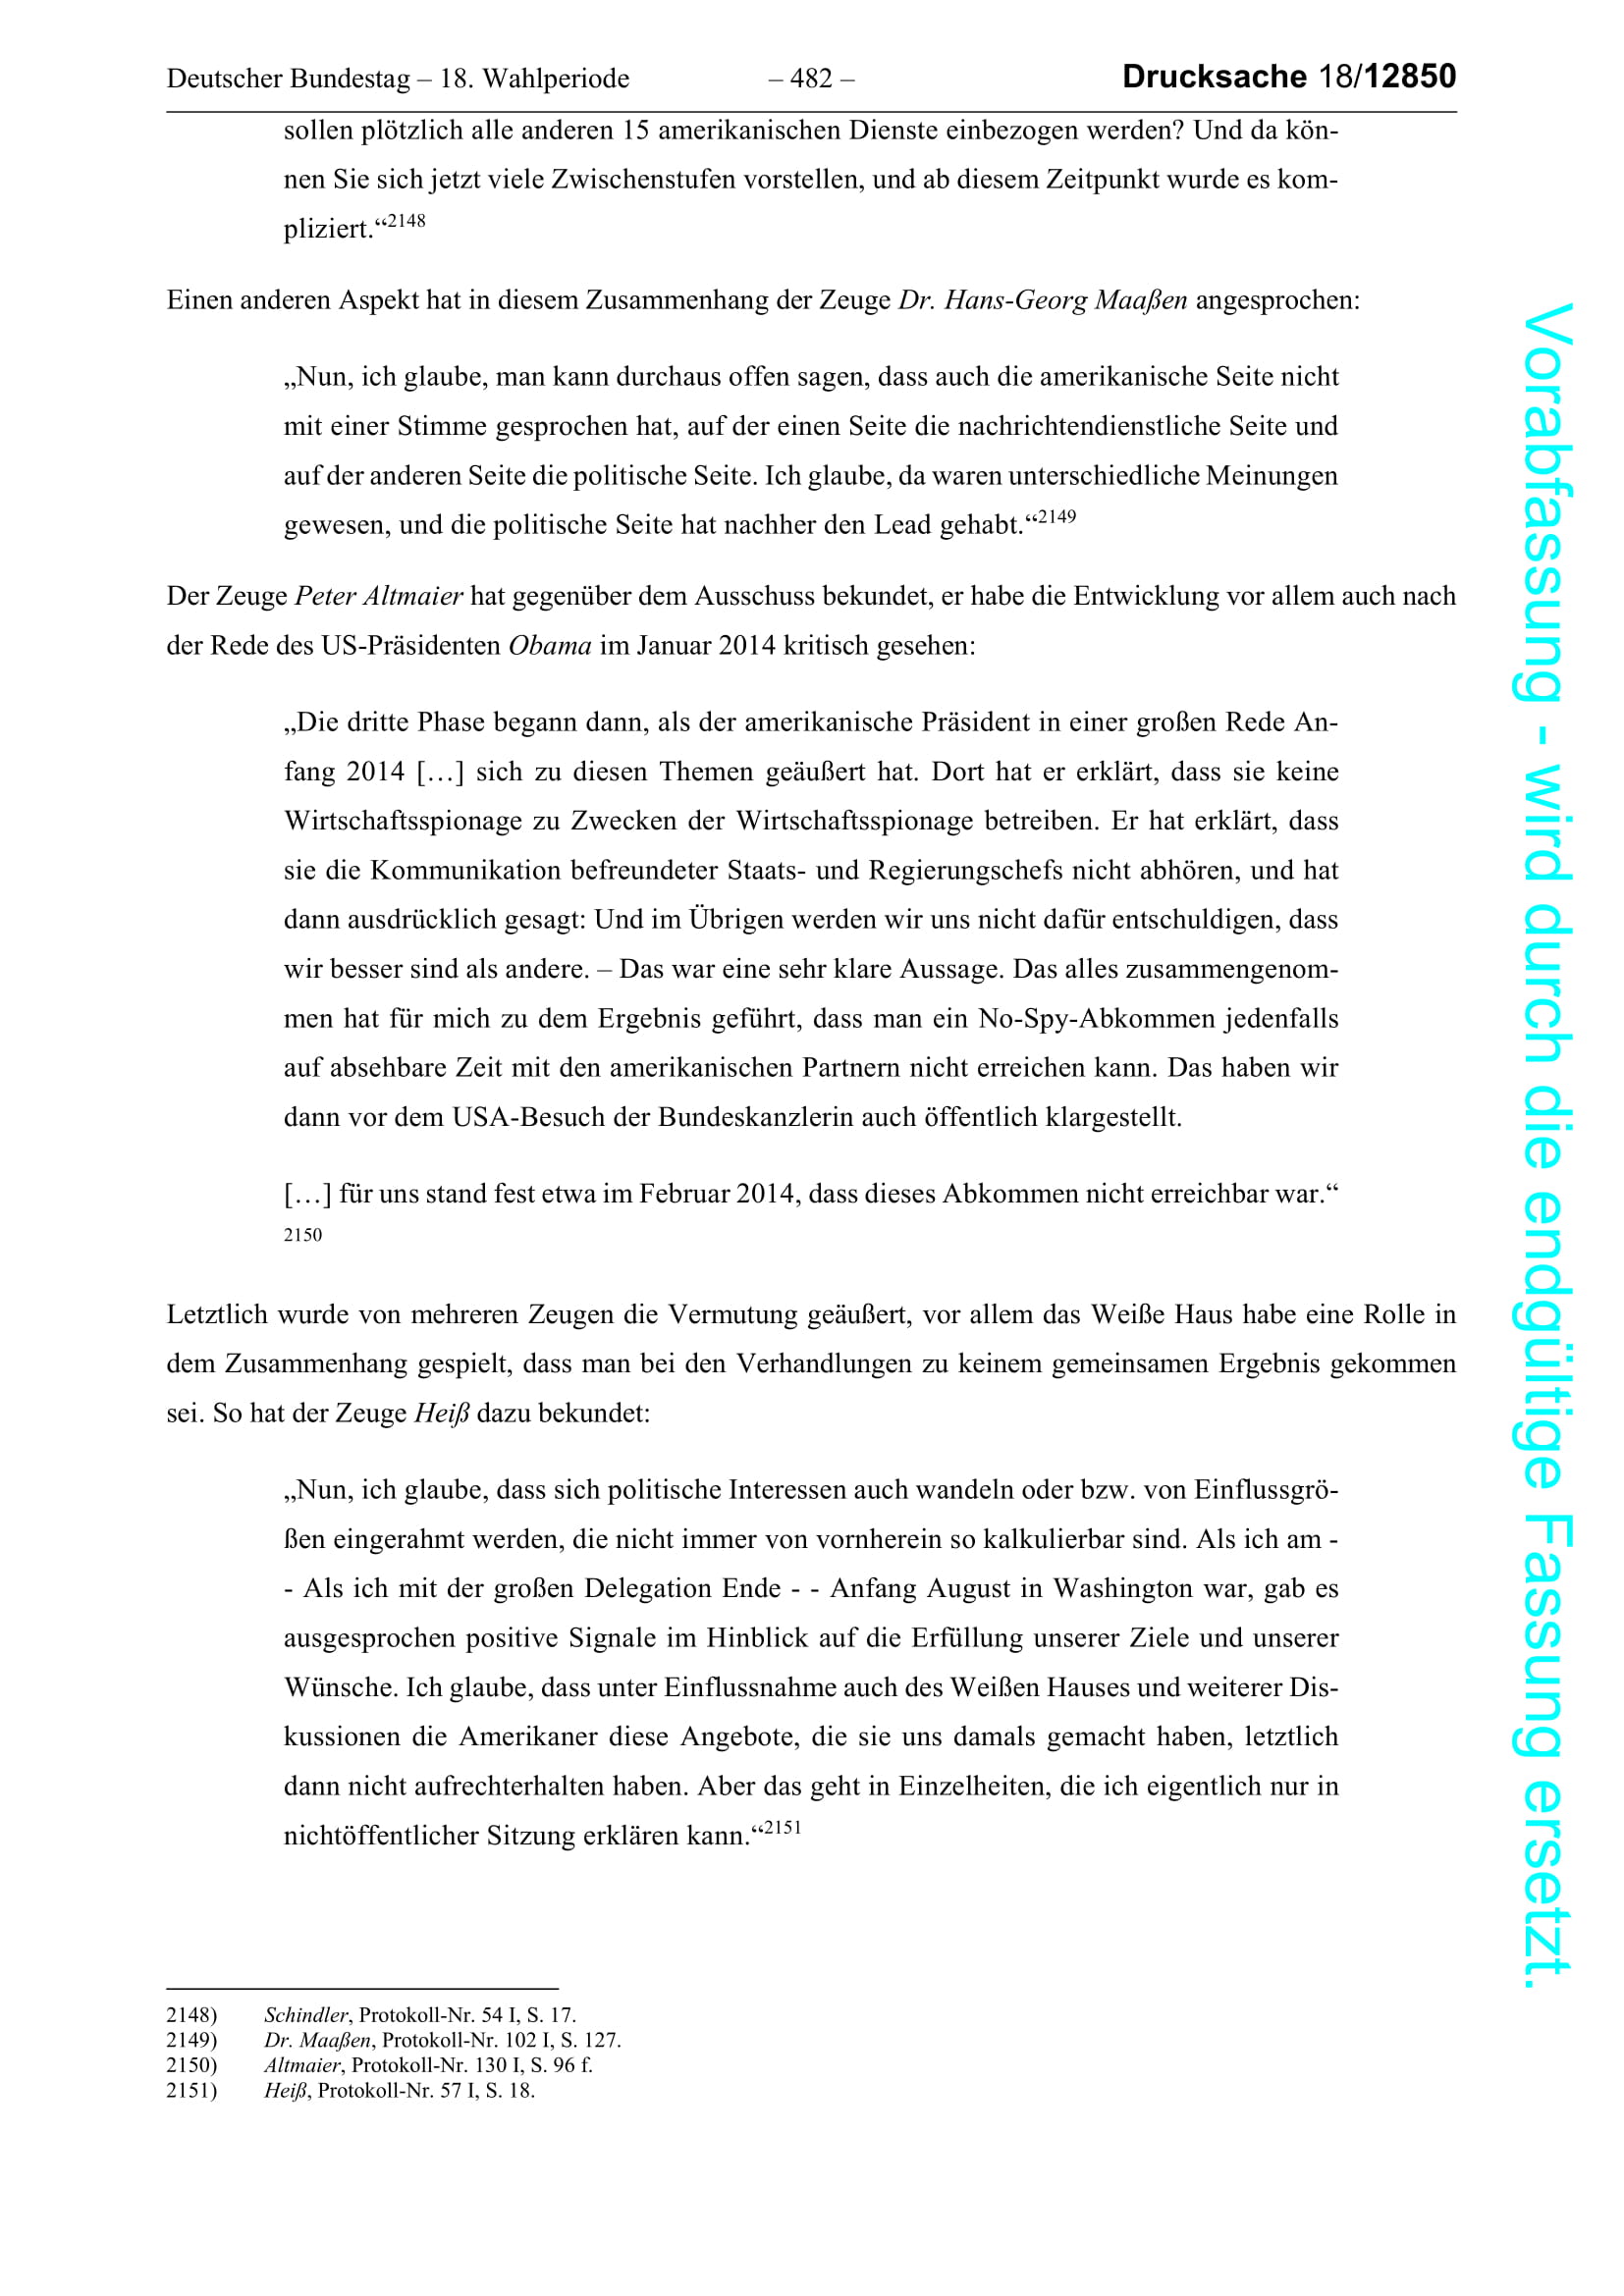 Deutscher Bundestag – 18. Wahlperiode – 482 – Drucksache 18/12850
sollen plötzlich alle anderen 15 amerikanischen Dienste einbezogen werden? Und da kön-
nen Sie sich jetzt viele Zwischenstufen vorstellen, und ab diesem Zeitpunkt wurde es kom-
pliziert.“2148
Einen anderen Aspekt hat in diesem Zusammenhang der Zeuge Dr. Hans-Georg Maaßen angesprochen:
„Nun, ich glaube, man kann durchaus offen sagen, dass auch die amerikanische Seite nicht
mit einer Stimme gesprochen hat, auf der einen Seite die nachrichtendienstliche Seite und
auf der anderen Seite die politische Seite. Ich glaube, da waren unterschiedliche Meinungen
gewesen, und die politische Seite hat nachher den Lead gehabt.“2149
Der Zeuge Peter Altmaier hat gegenüber dem Ausschuss bekundet, er habe die Entwicklung vor allem auch nach
der Rede des US-Präsidenten Obama im Januar 2014 kritisch gesehen:
„Die dritte Phase begann dann, als der amerikanische Präsident in einer großen Rede An-
fang 2014 […] sich zu diesen Themen geäußert hat. Dort hat er erklärt, dass sie keine
Wirtschaftsspionage zu Zwecken der Wirtschaftsspionage betreiben. Er hat erklärt, dass
sie die Kommunikation befreundeter Staats- und Regierungschefs nicht abhören, und hat
dann ausdrücklich gesagt: Und im Übrigen werden wir uns nicht dafür entschuldigen, dass
wir besser sind als andere. – Das war eine sehr klare Aussage. Das alles zusammengenom-
men hat für mich zu dem Ergebnis geführt, dass man ein No-Spy-Abkommen jedenfalls
auf absehbare Zeit mit den amerikanischen Partnern nicht erreichen kann. Das haben wir
dann vor dem USA-Besuch der Bundeskanzlerin auch öffentlich klargestellt.
[…] für uns stand fest etwa im Februar 2014, dass dieses Abkommen nicht erreichbar war.“
2150
Letztlich wurde von mehreren Zeugen die Vermutung geäußert, vor allem das Weiße Haus habe eine Rolle in
dem Zusammenhang gespielt, dass man bei den Verhandlungen zu keinem gemeinsamen Ergebnis gekommen
sei. So hat der Zeuge Heiß dazu bekundet:
„Nun, ich glaube, dass sich politische Interessen auch wandeln oder bzw. von Einflussgrö-
ßen eingerahmt werden, die nicht immer von vornherein so kalkulierbar sind. Als ich am -
- Als ich mit der großen Delegation Ende - - Anfang August in Washington war, gab es
ausgesprochen positive Signale im Hinblick auf die Erfüllung unserer Ziele und unserer
Wünsche. Ich glaube, dass unter Einflussnahme auch des Weißen Hauses und weiterer Dis-
kussionen die Amerikaner diese Angebote, die sie uns damals gemacht haben, letztlich
dann nicht aufrechterhalten haben. Aber das geht in Einzelheiten, die ich eigentlich nur in
nichtöffentlicher Sitzung erklären kann.“2151
2148) Schindler, Protokoll-Nr. 54 I, S. 17.
2149) Dr. Maaßen, Protokoll-Nr. 102 I, S. 127.
2150) Altmaier, Protokoll-Nr. 130 I, S. 96 f.
2151) Heiß, Protokoll-Nr. 57 I, S. 18.
Vorabfassung - wird durch die endgültige Fassung ersetzt.